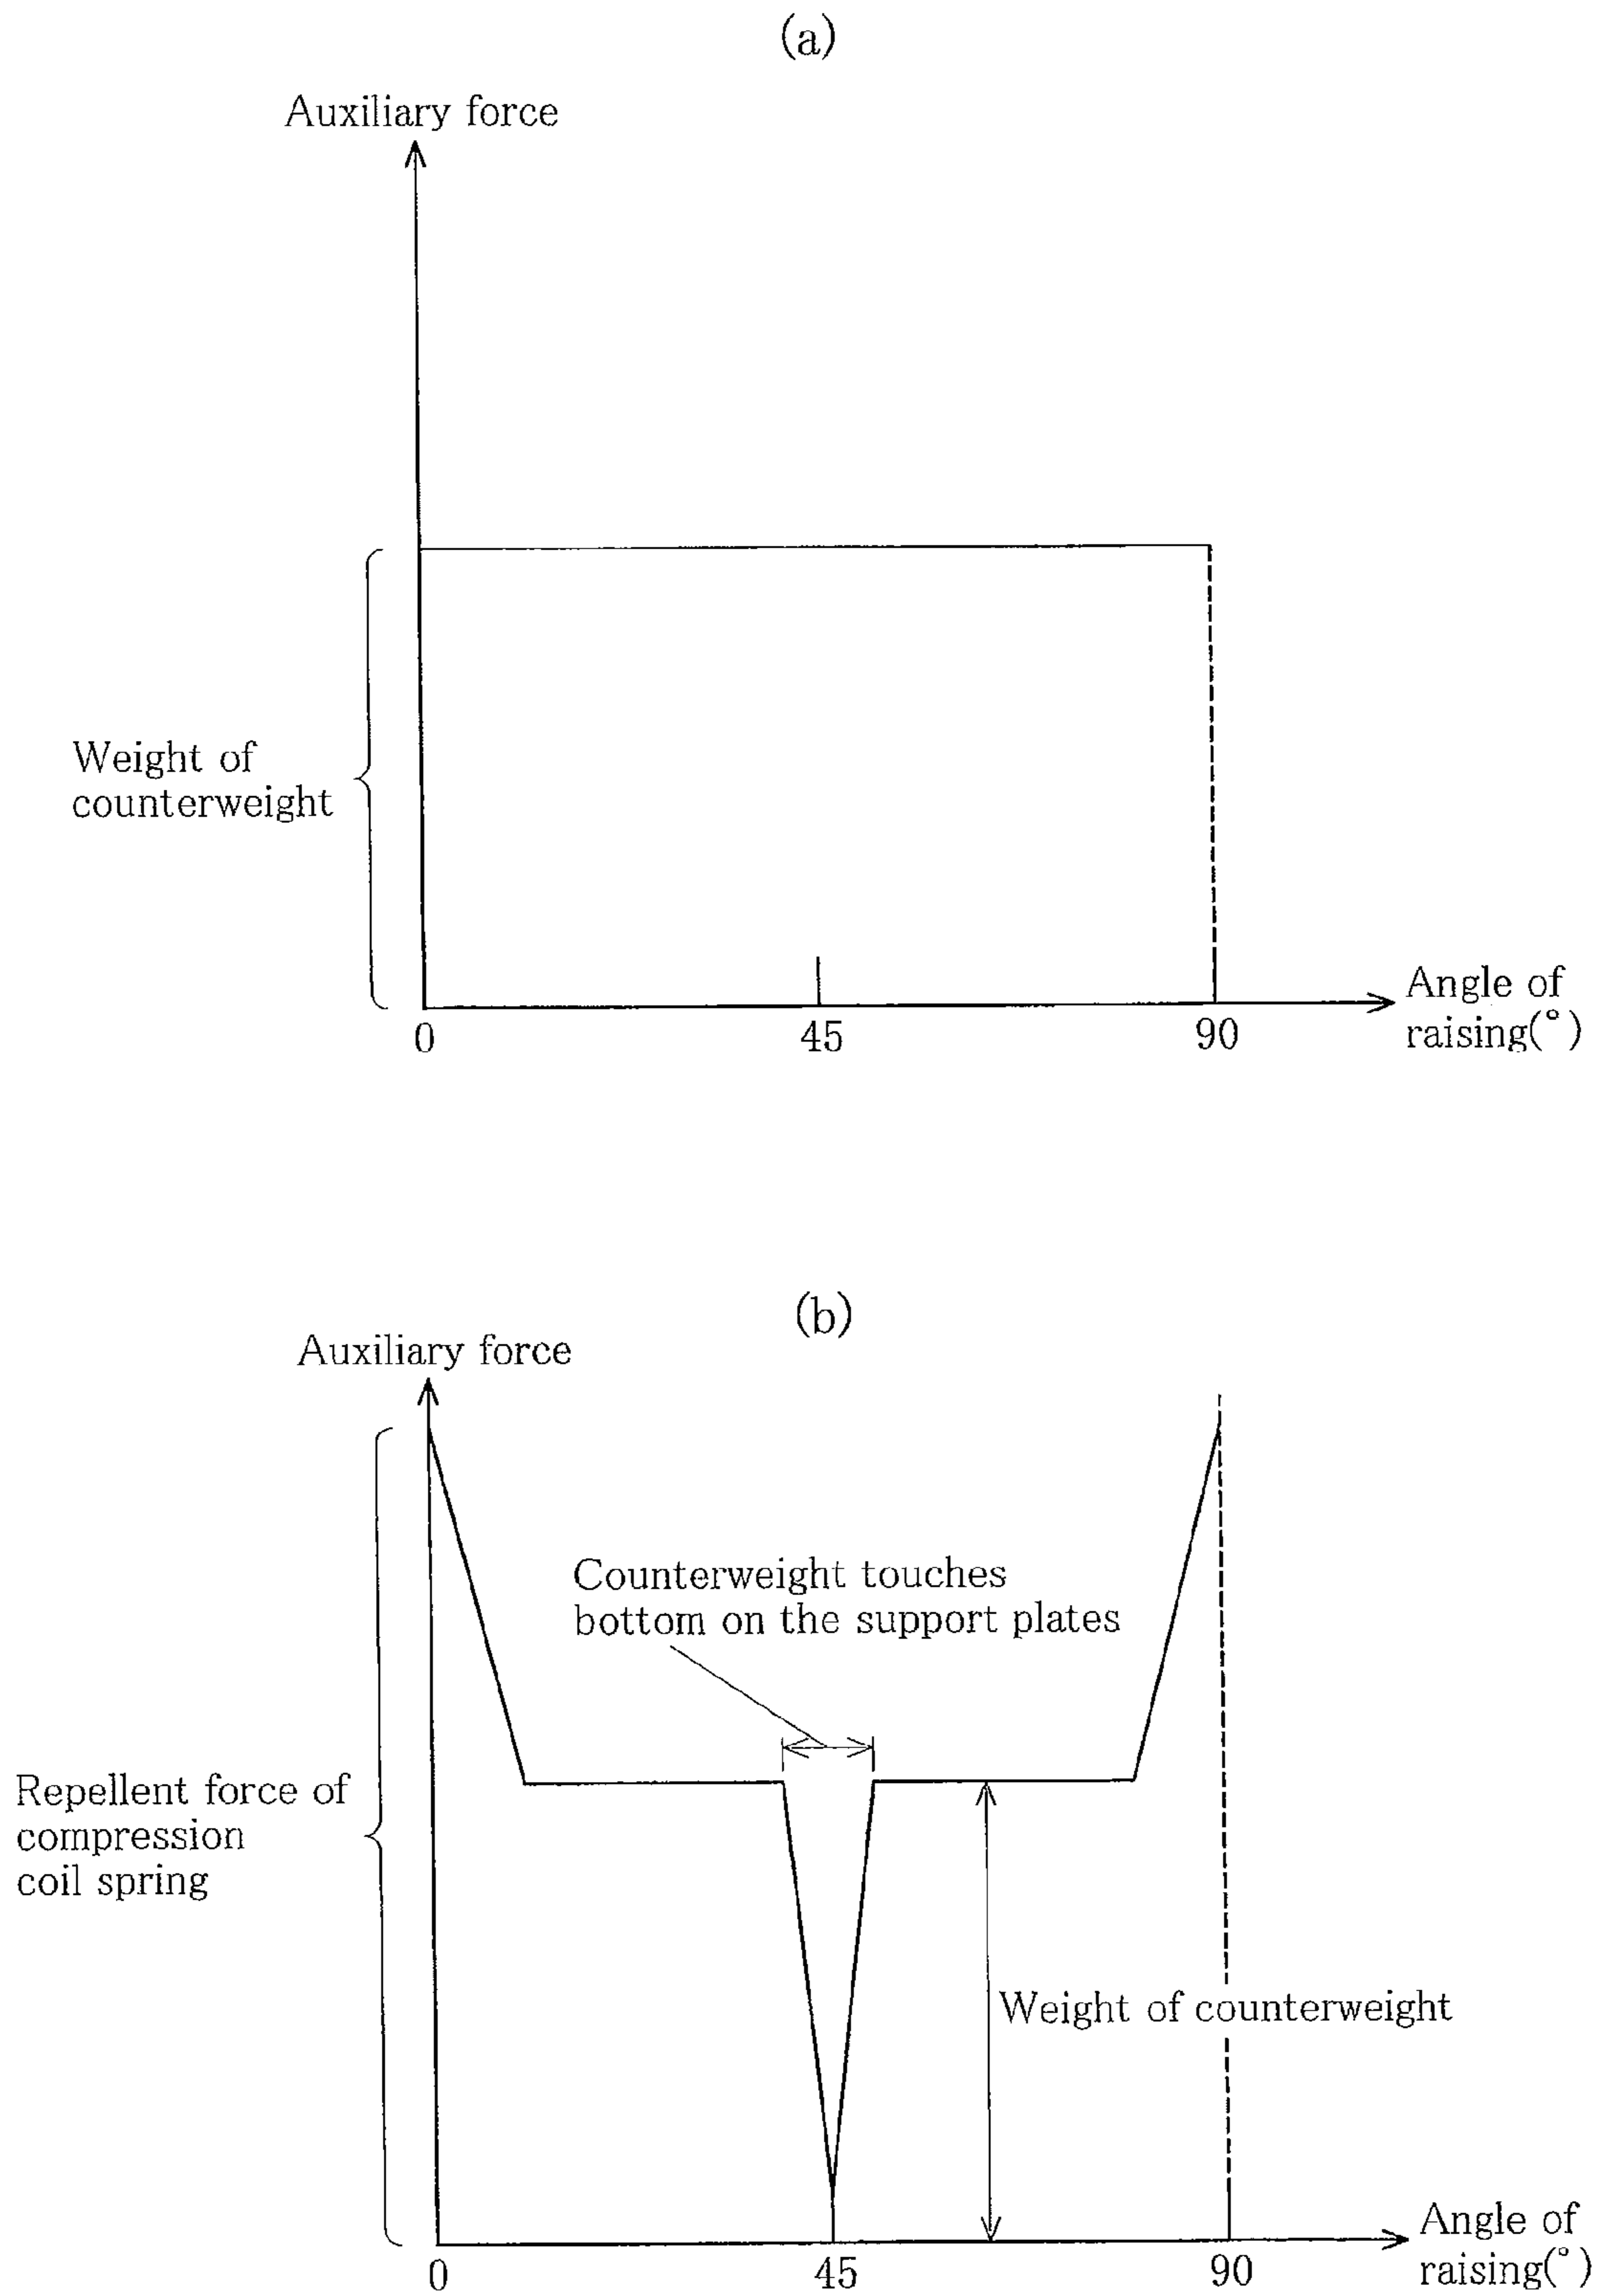 (a)
Auxiliary force
Weight of
counterweight
0
45
90
Angle of
raising(°)
(b)
Auxiliary force
Counterweight touches
bottom on the support plates
Repellent force of
compression
coil spring
Weight of counterweight
0
45
90
Angle of
raising(°)